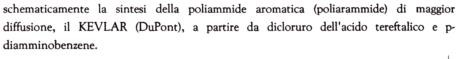 schematicamente la sintesi della poliammide aromatica (poliarammide) di maggior
diffusione, il KEVLAR (DuPont), a partire da dicloruro dell'acido tereftalico e p-
diamminobenzene.